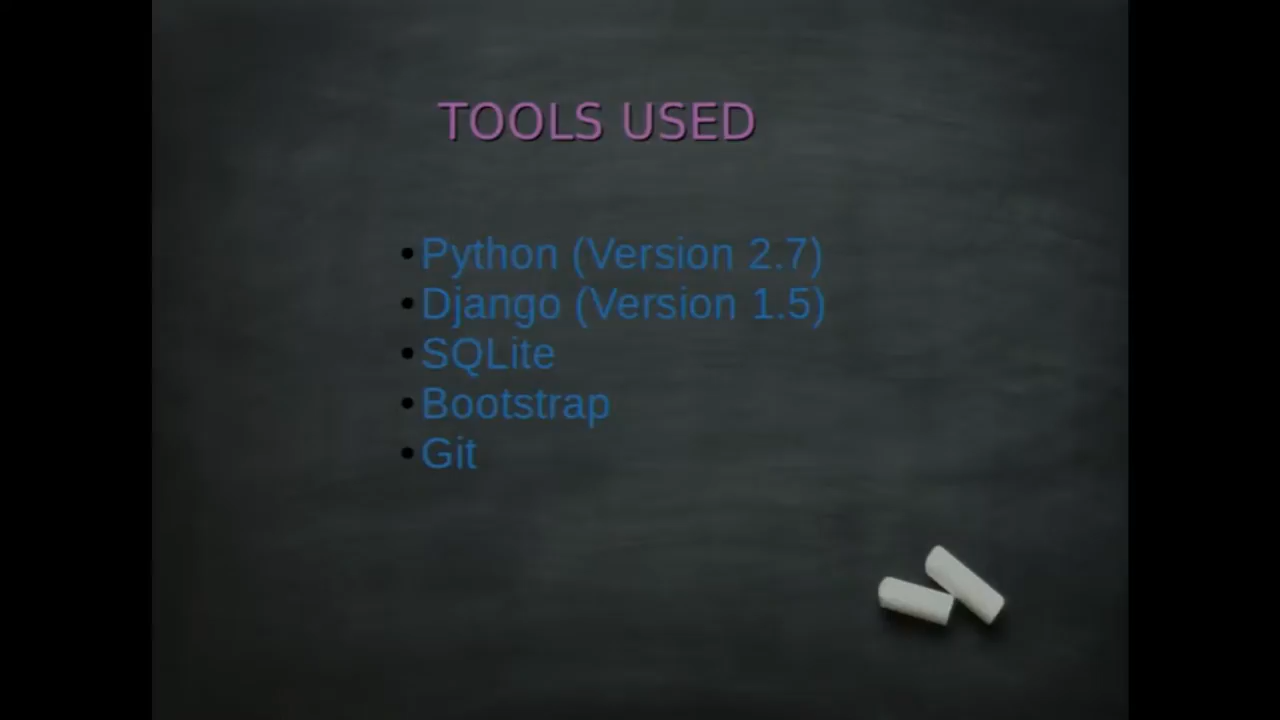 TOOLS USED
•Python (Version 2.7)
•Django (Version 1.5)
•SQLite
•Bootstrap
•Git